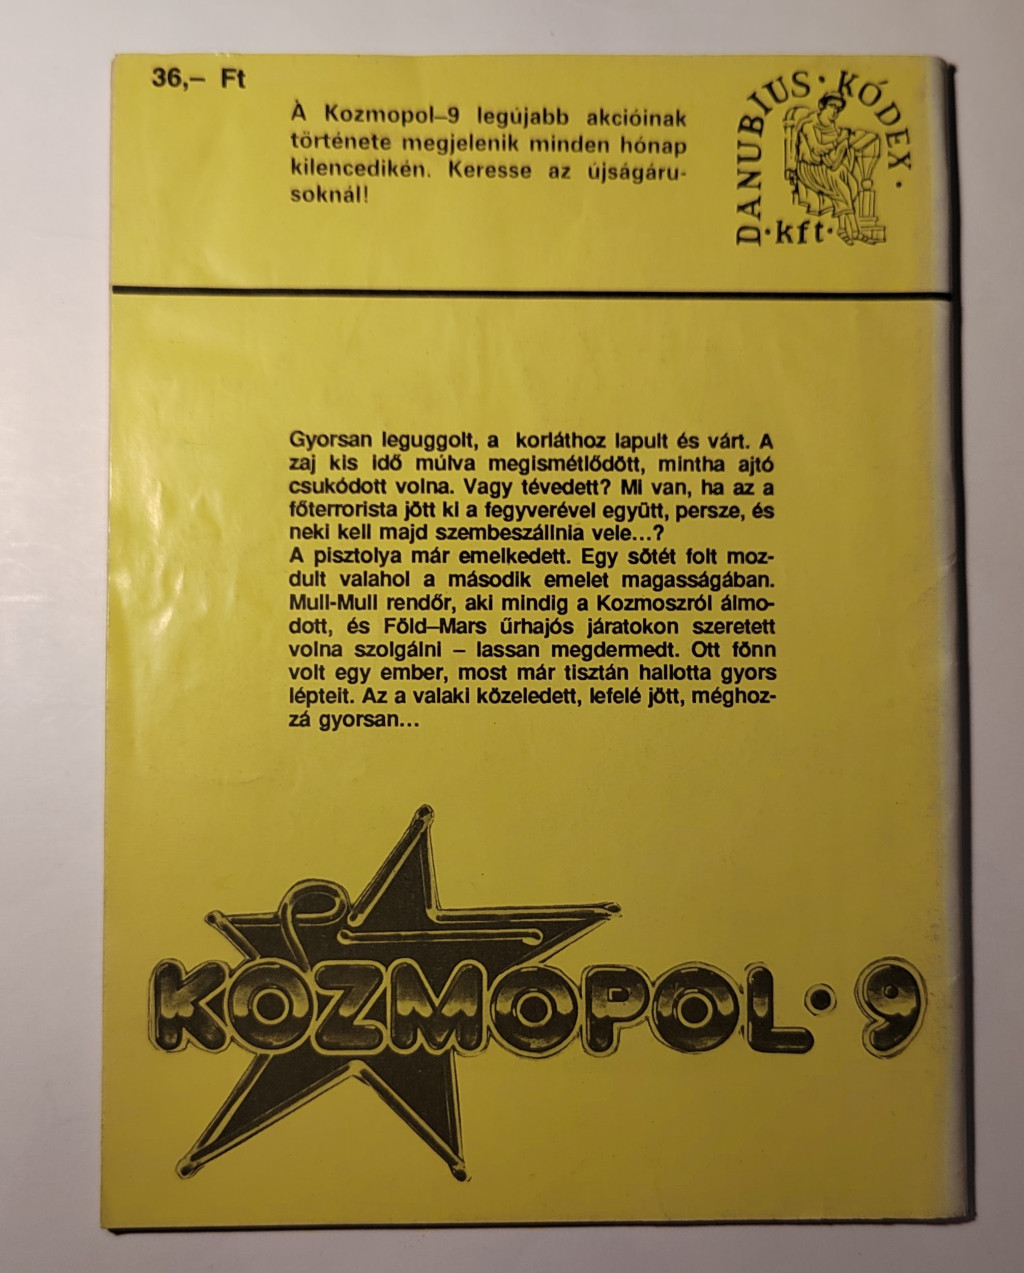 36,– Ft
A Kozmopol–9 legújabb akcióinak
története megjelenik minden hónap
kilencedikén. Keresse az újságáru-
soknál!
DANUBIUS · KÓDEX ·
· kft ·
Gyorsan leguggolt, a korláthoz lapult és várt. A
zaj kis idő múlva megismétlődött, mintha ajtó
csukódott volna. Vagy tévedett? Mi van, ha az a
főterrorista jött ki a fegyverével együtt, persze, és
neki kell majd szembeszállnia vele...?
A pisztolya már emelkedett. Egy sötét folt moz-
dult valahol a második emelet magasságában.
Mull-Mull rendőr, aki mindig a Kozmoszról álmo-
dott, és Föld–Mars űrhajós járatokon szeretett
volna szolgálni – lassan megdermedt. Ott fönn
volt egy ember, most már tisztán hallotta gyors
lépteit. Az a valaki közeledett, lefelé jött, méghoz-
zá gyorsan...
KOZMOPOL · 9